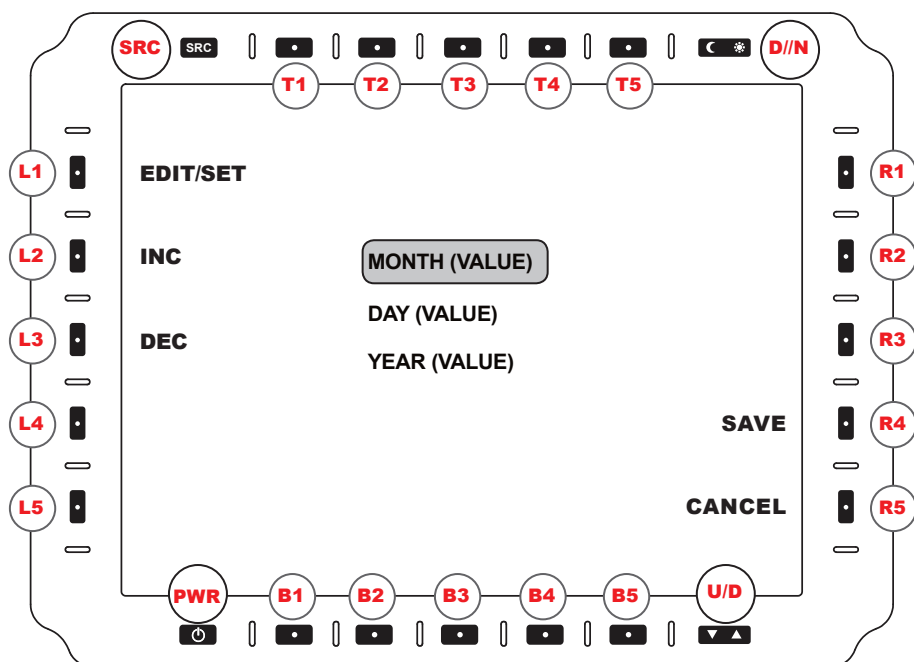 SRC SRC D//N
T1 T2 T3 T4 T5
L1 EDIT/SET R1
L2 INC MONTH (VALUE) R2
DAY (VALUE)
L3 DEC R3
YEAR (VALUE)
L4 SAVE R4
L5 CANCEL R5
PWR B1 B2 B3 B4 B5 U/D